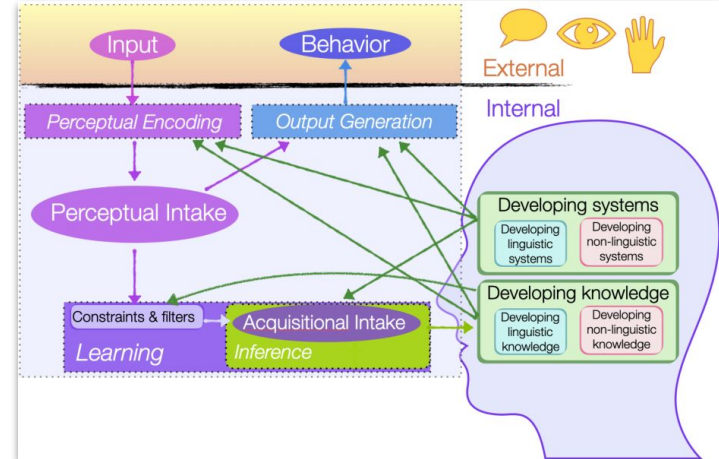 Input
Behavior
External
Internal
Perceptual Encoding
Output Generation
Perceptual Intake
Developing systems
Developing
linguistic
systems
Developing
non-linguistic
systems
Developing knowledge
Developing
linguistic
knowledge
Developing
non-linguistic
knowledge
Constraints & filters
Acquisitional Intake
Learning
Inference